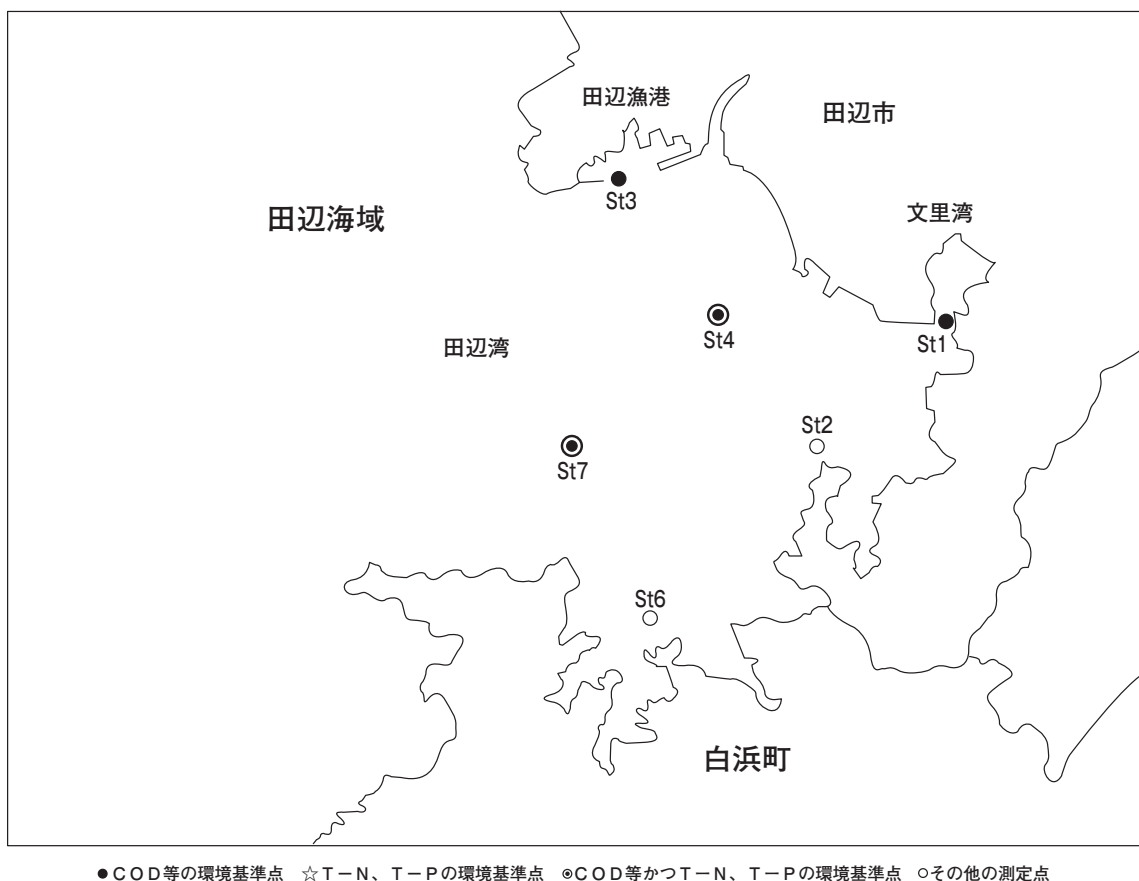 田辺漁港
田辺市
St3
文里湾
田辺海域
St4
St1
田辺湾
St2
St7
St6
白浜町
●COD等の環境基準点 ☆T－N、T－Pの環境基準点 ◉COD等かつT－N、T－Pの環境基準点 ○その他の測定点